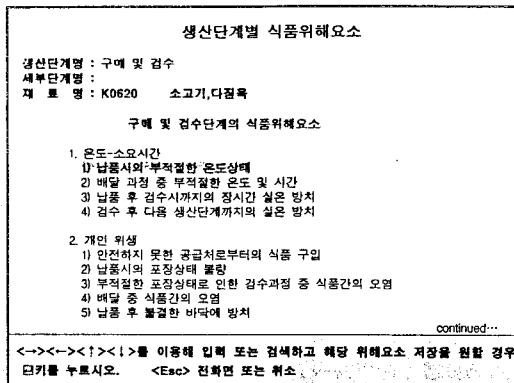 생산단계별 식품위해요소
생산단계명 : 구매 및 검수
세부단계명 :
재 료 명 : K0620 소고기,다짐육
구매 및 검수단계의 식품위해요소
1. 온도-소요시간
1) 납품시의 부적절한 온도상태
2) 배달 과정 중 부적절한 온도 및 시간
3) 납품 후 검수시까지의 장시간 실온 방치
4) 검수 후 다음 생산단계까지의 실온 방치
2. 개인 위생
1) 안전하지 못한 공급처로부터의 식품 구입
2) 납품시의 포장상태 불량
3) 부적절한 포장상태로 인한 검수과정 중 식품간의 오염
4) 배달 중 식품간의 오염
5) 납품 후 불결한 바닥에 방치
continued…
<→><←><↑><↓>를 이용해 입력 또는 검색하고 해당 위해요소 저장을 원할 경우
키를 누르시오. <Esc> 전화면 또는 취소